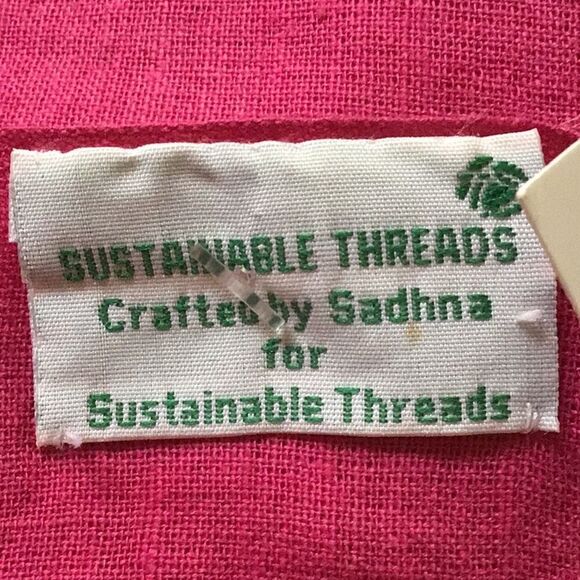 SUSTAINABLE THREADS
Crafted by Sadhna
for
Sustainable Threads